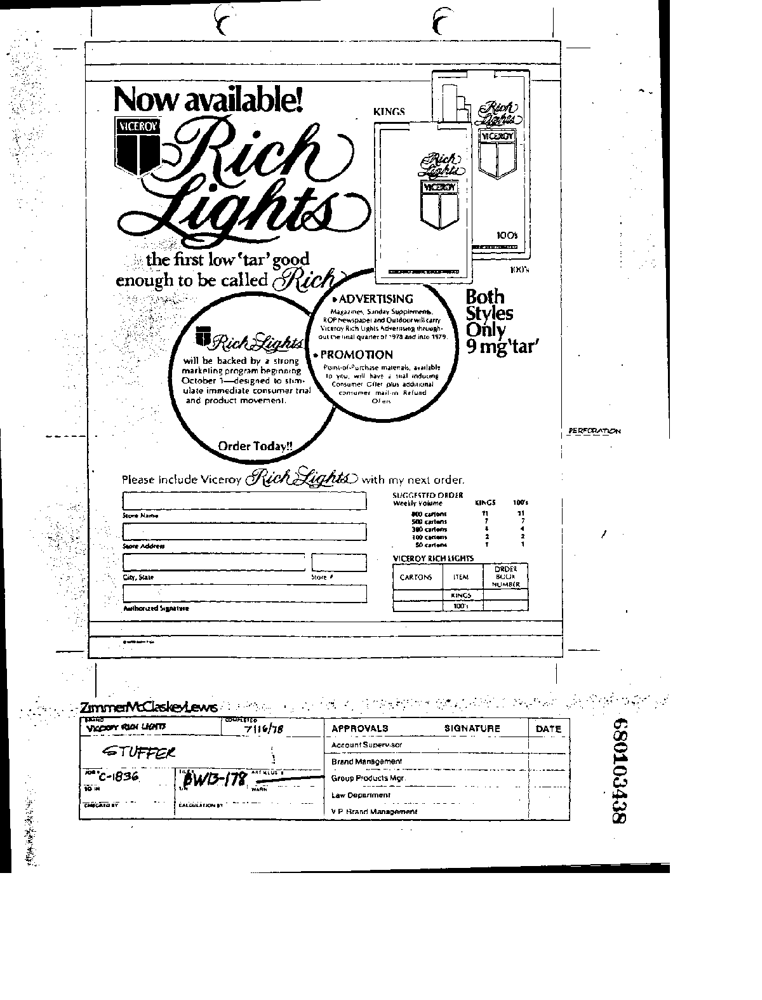 Now available!
VICEROY
Rich
Lights
KINGS
Rich
Lights
VICEROY
100s
Rich
Lights
VICEROY
100's
the first low 'tar' good
enough to be called Rich
Both
Styles
Only
9 mg 'tar'
• ADVERTISING
Magazines, Sunday Supplements,
ROP Newspaper and Outdoor will carry
Viceroy Rich Lights Advertising through-
out the final quarter of 1978 and into 1979.
• PROMOTION
Point-of-Purchase materials, available
to you, will have a trial inducing
Consumer Offer plus additional
consumer mail-in Refund
Offers
Rich Lights
will be backed by a strong
marketing program beginning
October 1—designed to stim-
ulate immediate consumer trial
and product movement.
Order Today!!
PERFORATION
Please include Viceroy Rich Lights with my next order.
Store Name
Store Address
City, State
Store #
Authorized Signature
SUGGESTED ORDER
Weekly Volume KINGS 100's
800 cartons 11 11
500 cartons 7 7
300 cartons 4 4
100 cartons 2 2
50 cartons 1 1
VICEROY RICH LIGHTS
CARTONS ITEM ORDER BOOK NUMBER
KINGS
100's
ZimmerMcClaskeyLewis
BRAND
VICEROY RICH LIGHTS
COMPLETED
7/16/78
STUFFER
JOB # C-1836
BWB-178
CHECKED BY
CALCULATION BY
APPROVALS SIGNATURE DATE
Account Supervisor
Brand Management
Group Products Mgr.
Law Department
V.P. Brand Management
680103438